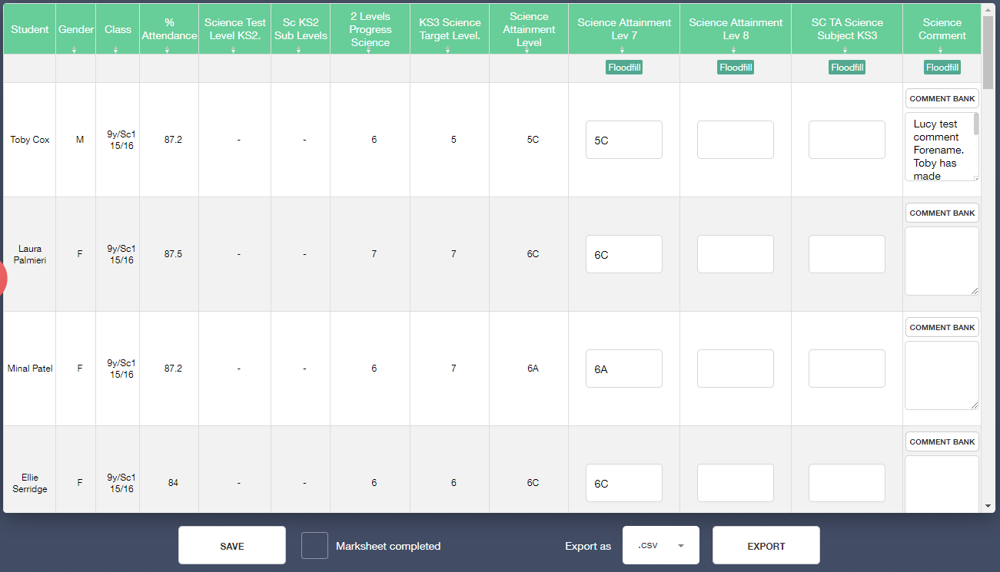 Student Gender Class % Attendance Science Test Level KS2. Sc KS2 Sub Levels 2 Levels Progress Science KS3 Science Target Level. Science Attainment Level Science Attainment Lev 7 Science Attainment Lev 8 SC TA Science Subject KS3 Science Comment
Floodfill Floodfill Floodfill Floodfill
COMMENT BANK
Toby Cox M 9y/Sc1 15/16 87.2 - - 6 5 5C 5C
Lucy test
comment
Forename.
Toby has
made
COMMENT BANK
Laura Palmieri F 9y/Sc1 15/16 87.5 - - 7 7 6C 6C
COMMENT BANK
Minal Patel F 9y/Sc1 15/16 87.2 - - 6 7 6A 6A
COMMENT BANK
Ellie Serridge F 9y/Sc1 15/16 84 - - 6 6 6C 6C
SAVE Marksheet completed Export as .CSV EXPORT